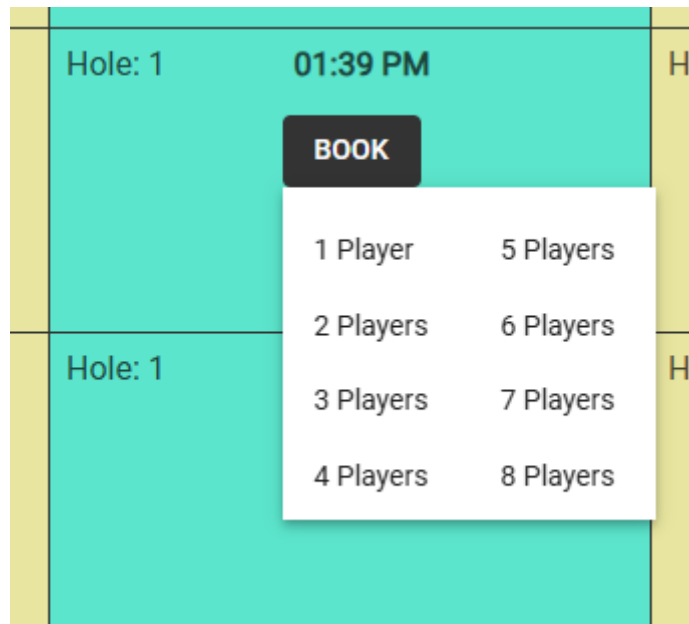 Hole: 1 01:39 PM H
BOOK
1 Player 5 Players
2 Players 6 Players
Hole: 1 H
3 Players 7 Players
4 Players 8 Players